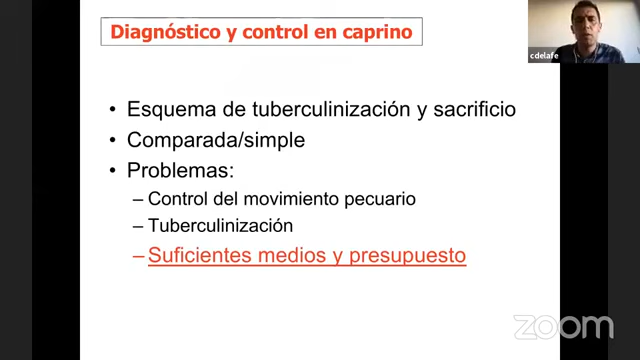 Diagnóstico y control en caprino
cdelafe
• Esquema de tuberculinización y sacrificio
• Comparada/simple
• Problemas:
– Control del movimiento pecuario
– Tuberculinización
– Suficientes medios y presupuesto
zoom